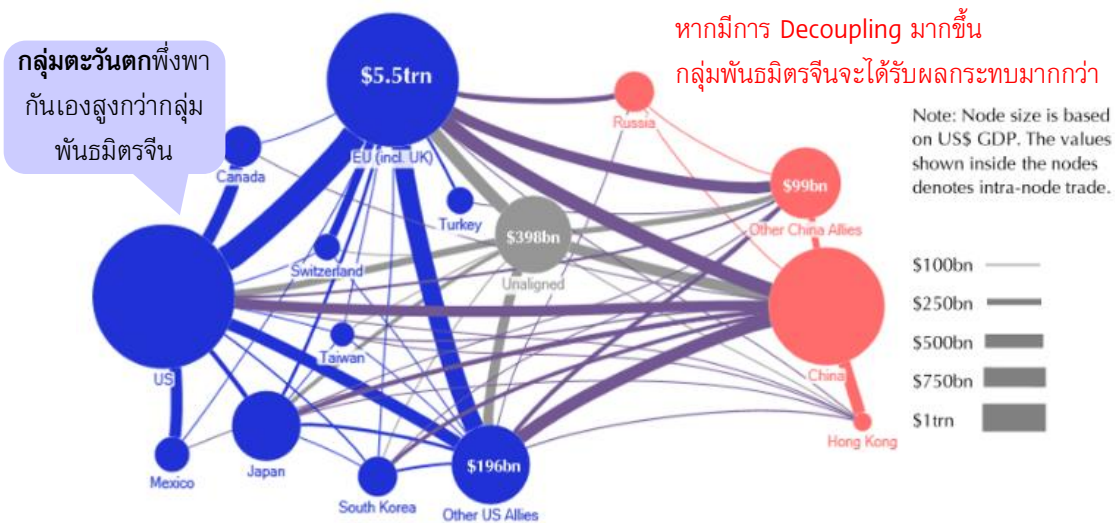 หากมีการ Decoupling มากขึ้น
กลุ่มพันธมิตรจีนจะได้รับผลกระทบมากกว่า
กลุ่มตะวันตกพึ่งพา
กันเองสูงกว่ากลุ่ม
พันธมิตรจีน
$5.5trn
EU (incl. UK)
Russia
Note: Node size is based
on US$ GDP. The values
shown inside the nodes
denotes intra-node trade.
Canada
Turkey
$99bn
Other China Allies
$398bn
Unaligned
Switzerland
$100bn
$250bn
$500bn
$750bn
$1trn
Taiwan
US
China
Hong Kong
Mexico
Japan
South Korea
$196bn
Other US Allies